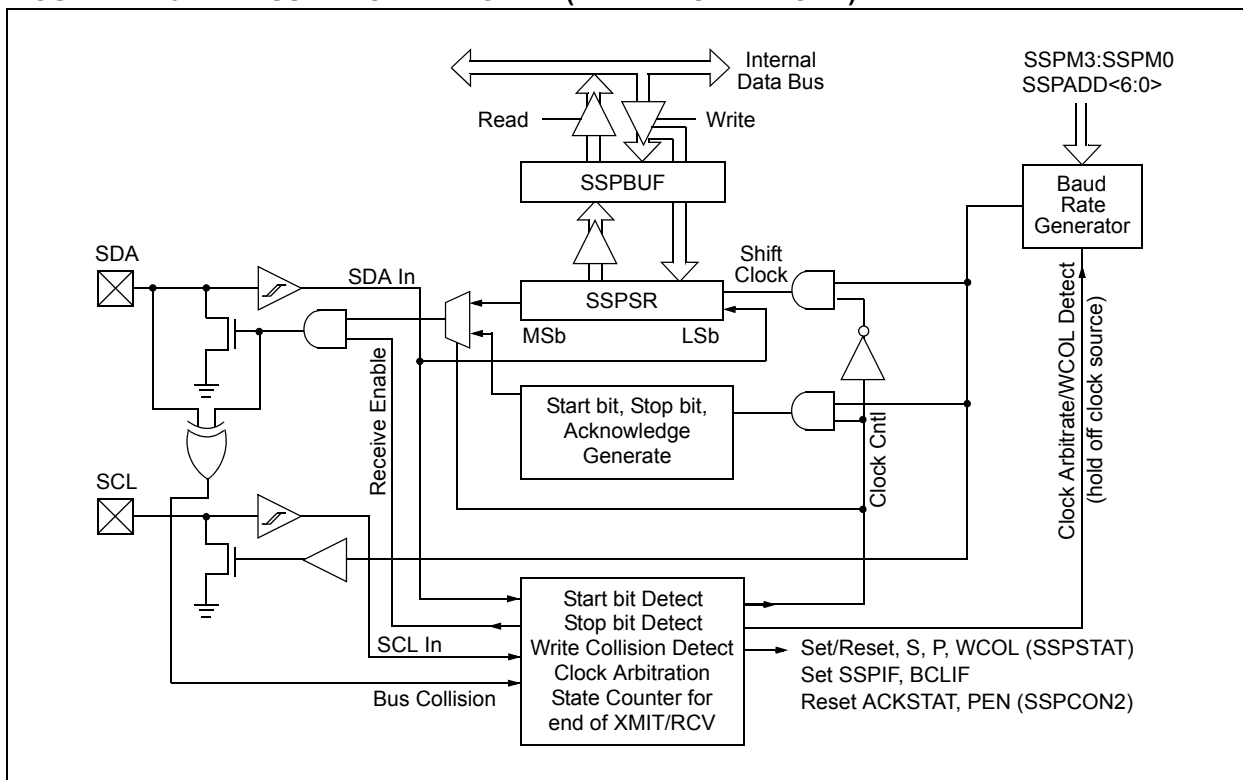 Internal
Data Bus
SSPM3:SSPM0
SSPADD<6:0>
Read
Write
SSPBUF
Baud
Rate
Generator
SDA
SDA In
Shift
Clock
SSPSR
MSb
LSb
Start bit, Stop bit,
Acknowledge
Generate
Receive Enable
Clock Cntl
Clock Arbitrate/WCOL Detect
(hold off clock source)
SCL
SCL In
Bus Collision
Start bit Detect
Stop bit Detect
Write Collision Detect
Clock Arbitration
State Counter for
end of XMIT/RCV
Set/Reset, S, P, WCOL (SSPSTAT)
Set SSPIF, BCLIF
Reset ACKSTAT, PEN (SSPCON2)